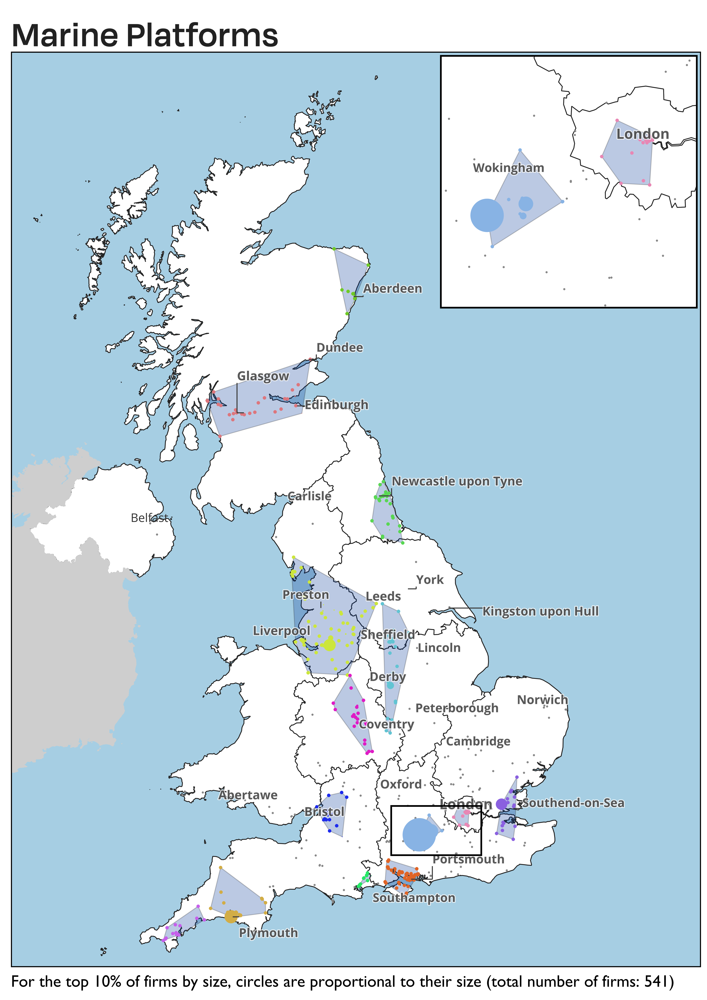 Marine Platforms
London
Wokingham
Aberdeen
Dundee
Glasgow
Edinburgh
Newcastle upon Tyne
Carlisle
Belfast
York
Preston
Leeds
Kingston upon Hull
Liverpool
Sheffield
Lincoln
Derby
Norwich
Peterborough
Coventry
Cambridge
Oxford
Abertawe
London
Southend-on-Sea
Bristol
Portsmouth
Southampton
Plymouth
For the top 10% of firms by size, circles are proportional to their size (total number of firms: 541)